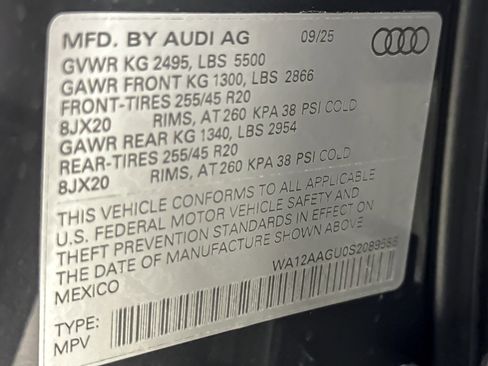 MFD. BY AUDI AG 09/25
GVWR KG 2495, LBS 5500
GAWR FRONT KG 1300, LBS 2866
FRONT-TIRES 255/45 R20
8JX20 RIMS, AT 260 KPA 38 PSI COLD
GAWR REAR KG 1340, LBS 2954
REAR-TIRES 255/45 R20
8JX20 RIMS, AT 260 KPA 38 PSI COLD
THIS VEHICLE CONFORMS TO ALL APPLICABLE
U.S. FEDERAL MOTOR VEHICLE SAFETY AND
THEFT PREVENTION STANDARDS IN EFFECT ON
THE DATE OF MANUFACTURE SHOWN ABOVE
MEXICO
TYPE:
MPV